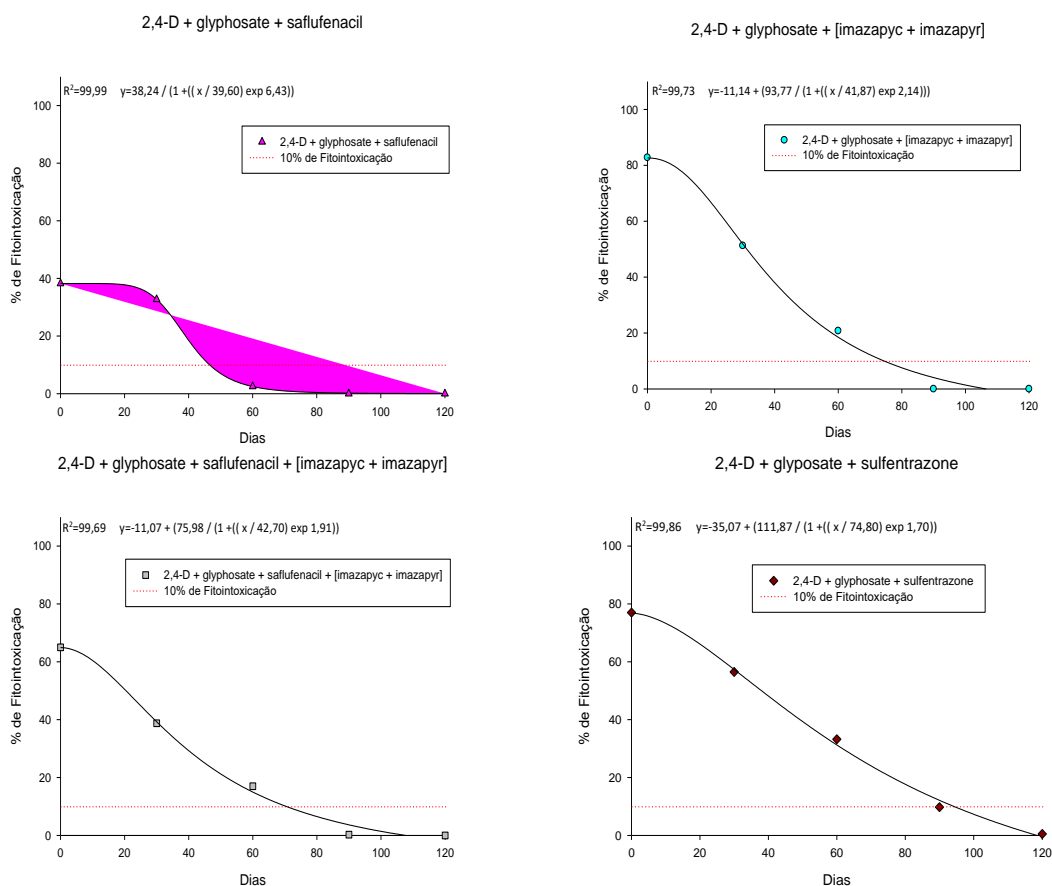 2,4-D + glyphosate + saflufenacil
R²=99,99 y=38,24 / (1 +(( x / 39,60) exp 6,43))
2,4-D + glyphosate + saflufenacil
10% de Fitointoxicação
% de Fitointoxicação
100
80
60
40
20
0
0 20 40 60 80 100 120
Dias
2,4-D + glyphosate + [imazapyc + imazapyr]
R²=99,73 y=-11,14 + (93,77 / (1 +(( x / 41,87) exp 2,14)))
2,4-D + glyphosate + [imazapyc + imazapyr]
10% de Fitointoxicação
% de Fitointoxicação
100
80
60
40
20
0
0 20 40 60 80 100 120
Dias
2,4-D + glyphosate + saflufenacil + [imazapyc + imazapyr]
R²=99,69 y=-11,07 + (75,98 / (1 +(( x / 42,70) exp 1,91))
2,4-D + glyphosate + saflufenacil + [imazapyc + imazapyr]
10% de Fitointoxicação
% de Fitointoxicação
100
80
60
40
20
0
0 20 40 60 80 100 120
Dias
2,4-D + glyposate + sulfentrazone
R²=99,86 y=-35,07 + (111,87 / (1 +(( x / 74,80) exp 1,70))
2,4-D + glyphosate + sulfentrazone
10% de Fitointoxicação
% de Fitointoxicação
100
80
60
40
20
0
0 20 40 60 80 100 120
Dias